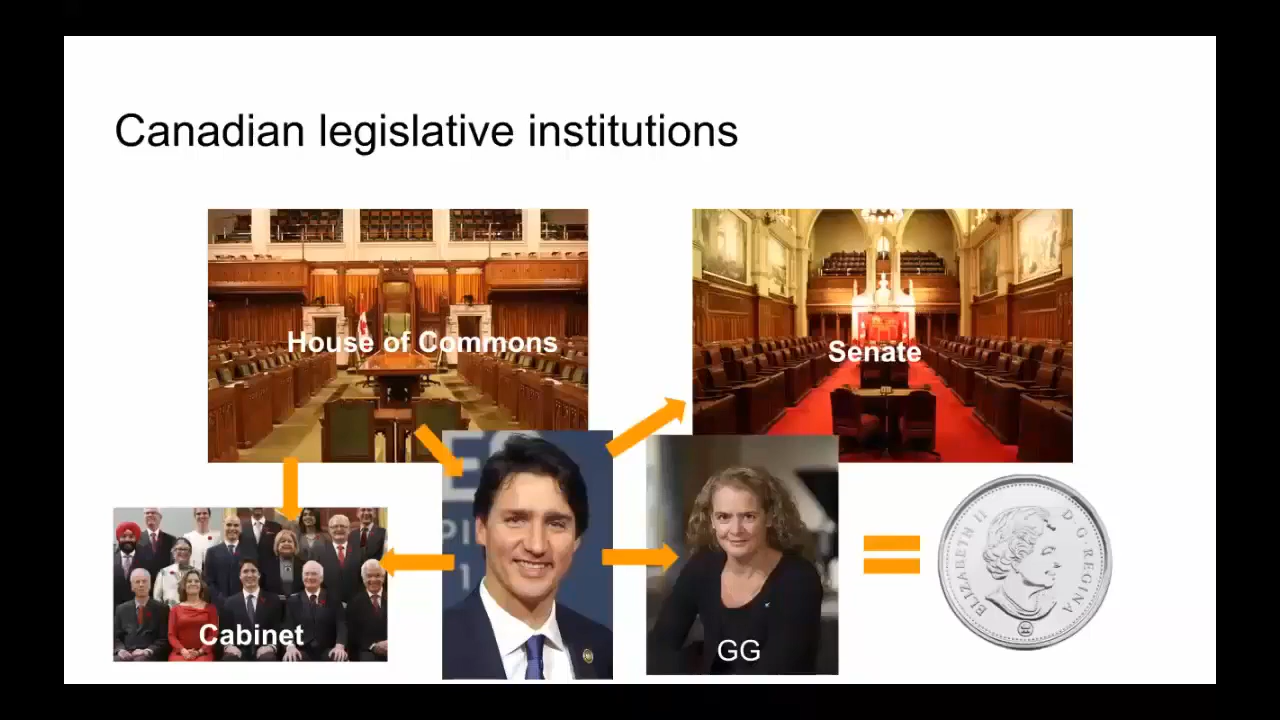 Canadian legislative institutions
House of Commons
Senate
Cabinet
GG
ELIZABETH II
D·G·REGINA